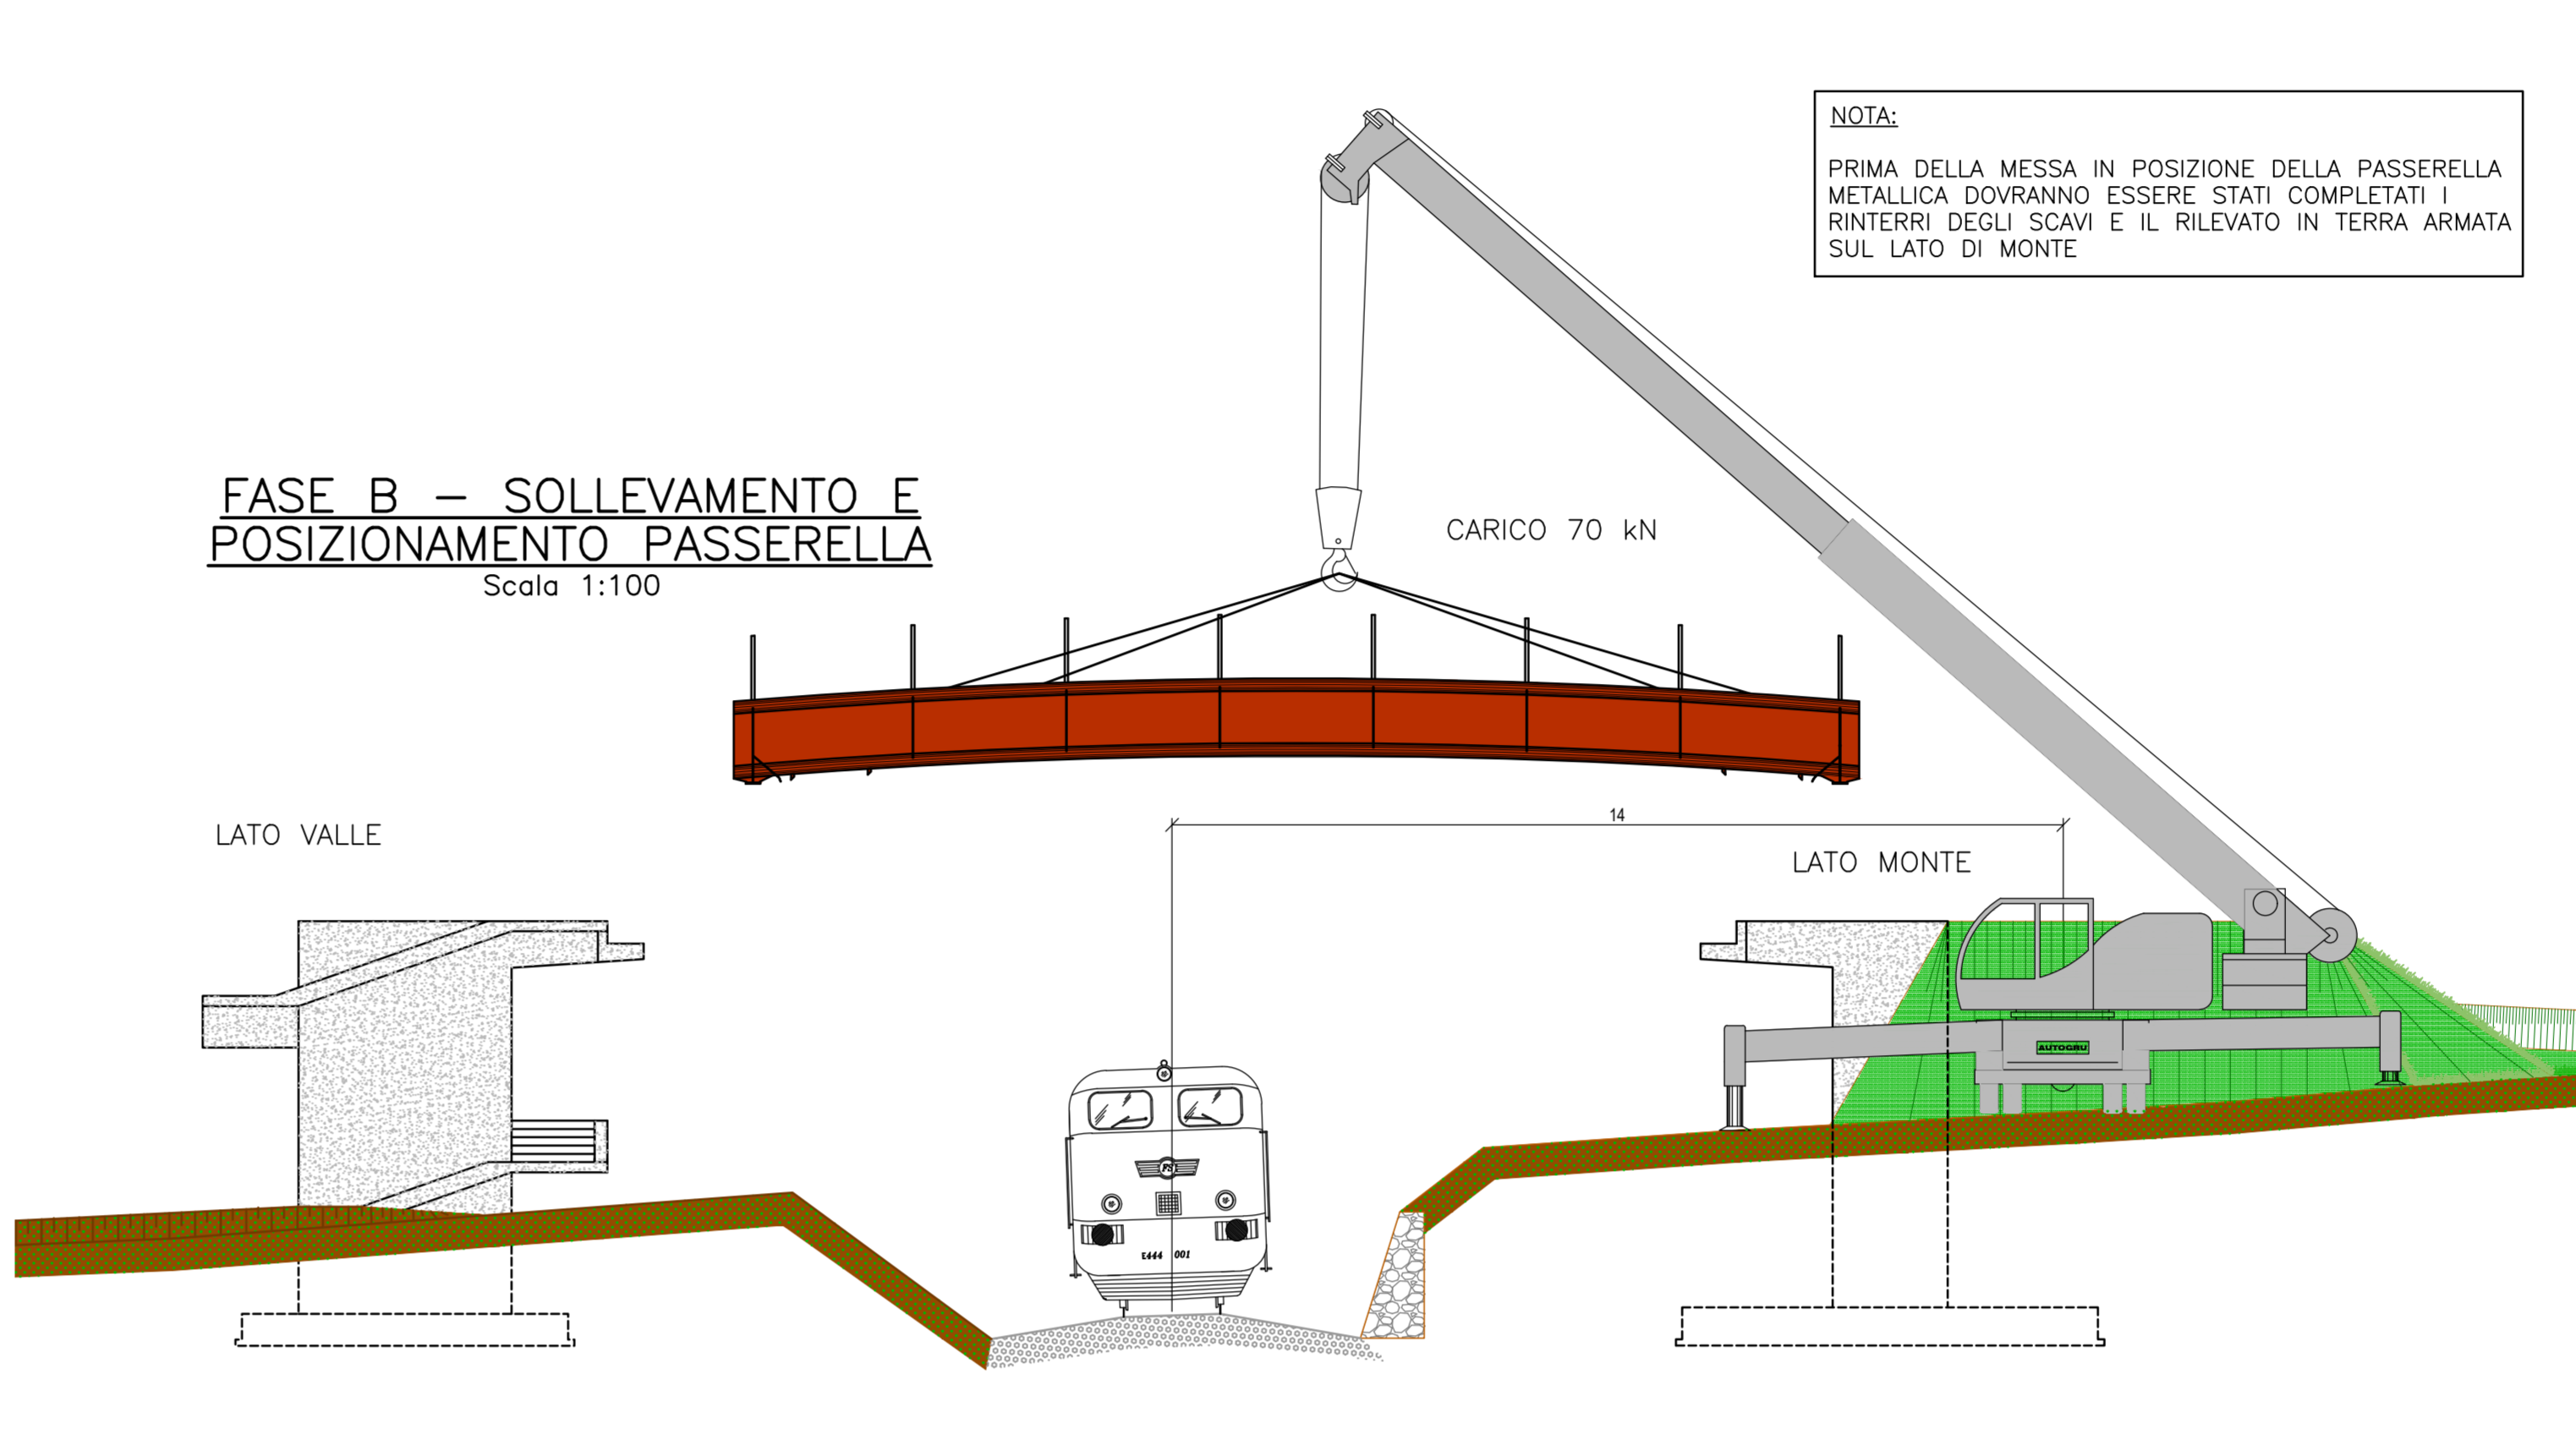 NOTA:
PRIMA DELLA MESSA IN POSIZIONE DELLA PASSERELLA
METALLICA DOVRANNO ESSERE STATI COMPLETATI I
RINTERRI DEGLI SCAVI E IL RILEVATO IN TERRA ARMATA
SUL LATO DI MONTE
FASE B – SOLLEVAMENTO E
POSIZIONAMENTO PASSERELLA
Scala 1:100
CARICO 70 kN
14
LATO VALLE
LATO MONTE
AUTOGRU
FS
E444 001